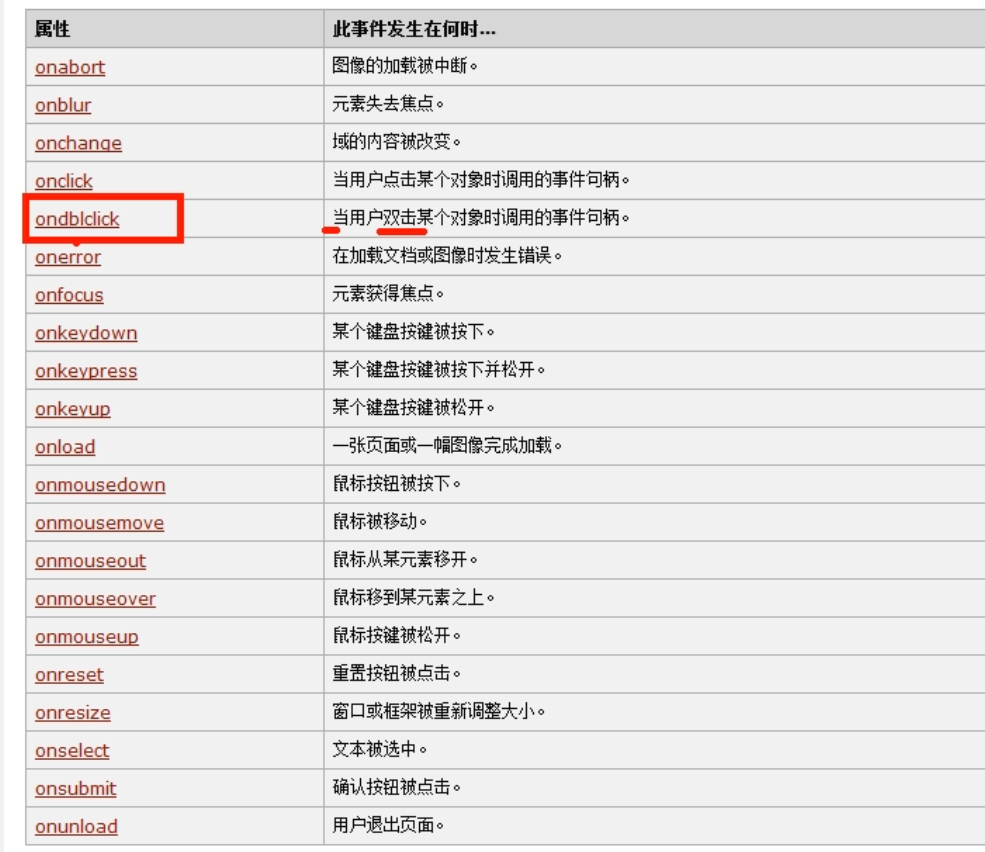 属性 此事件发生在何时...
onabort 图像的加载被中断。
onblur 元素失去焦点。
onchange 域的内容被改变。
onclick 当用户点击某个对象时调用的事件句柄。
ondblclick 当用户双击某个对象时调用的事件句柄。
onerror 在加载文档或图像时发生错误。
onfocus 元素获得焦点。
onkeydown 某个键盘按键被按下。
onkeypress 某个键盘按键被按下并松开。
onkeyup 某个键盘按键被松开。
onload 一张页面或一幅图像完成加载。
onmousedown 鼠标按钮被按下。
onmousemove 鼠标被移动。
onmouseout 鼠标从某元素移开。
onmouseover 鼠标移到某元素之上。
onmouseup 鼠标按键被松开。
onreset 重置按钮被点击。
onresize 窗口或框架被重新调整大小。
onselect 文本被选中。
onsubmit 确认按钮被点击。
onunload 用户退出页面。